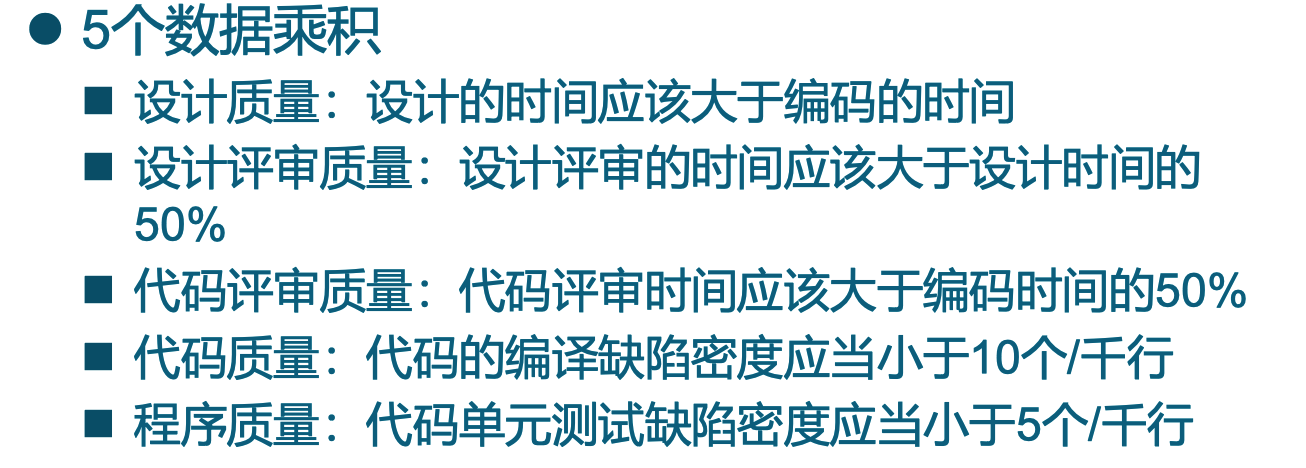 ● 5个数据乘积
■ 设计质量：设计的时间应该大于编码的时间
■ 设计评审质量：设计评审的时间应该大于设计时间的
50%
■ 代码评审质量：代码评审时间应该大于编码时间的50%
■ 代码质量：代码的编译缺陷密度应当小于10个/千行
■ 程序质量：代码单元测试缺陷密度应当小于5个/千行